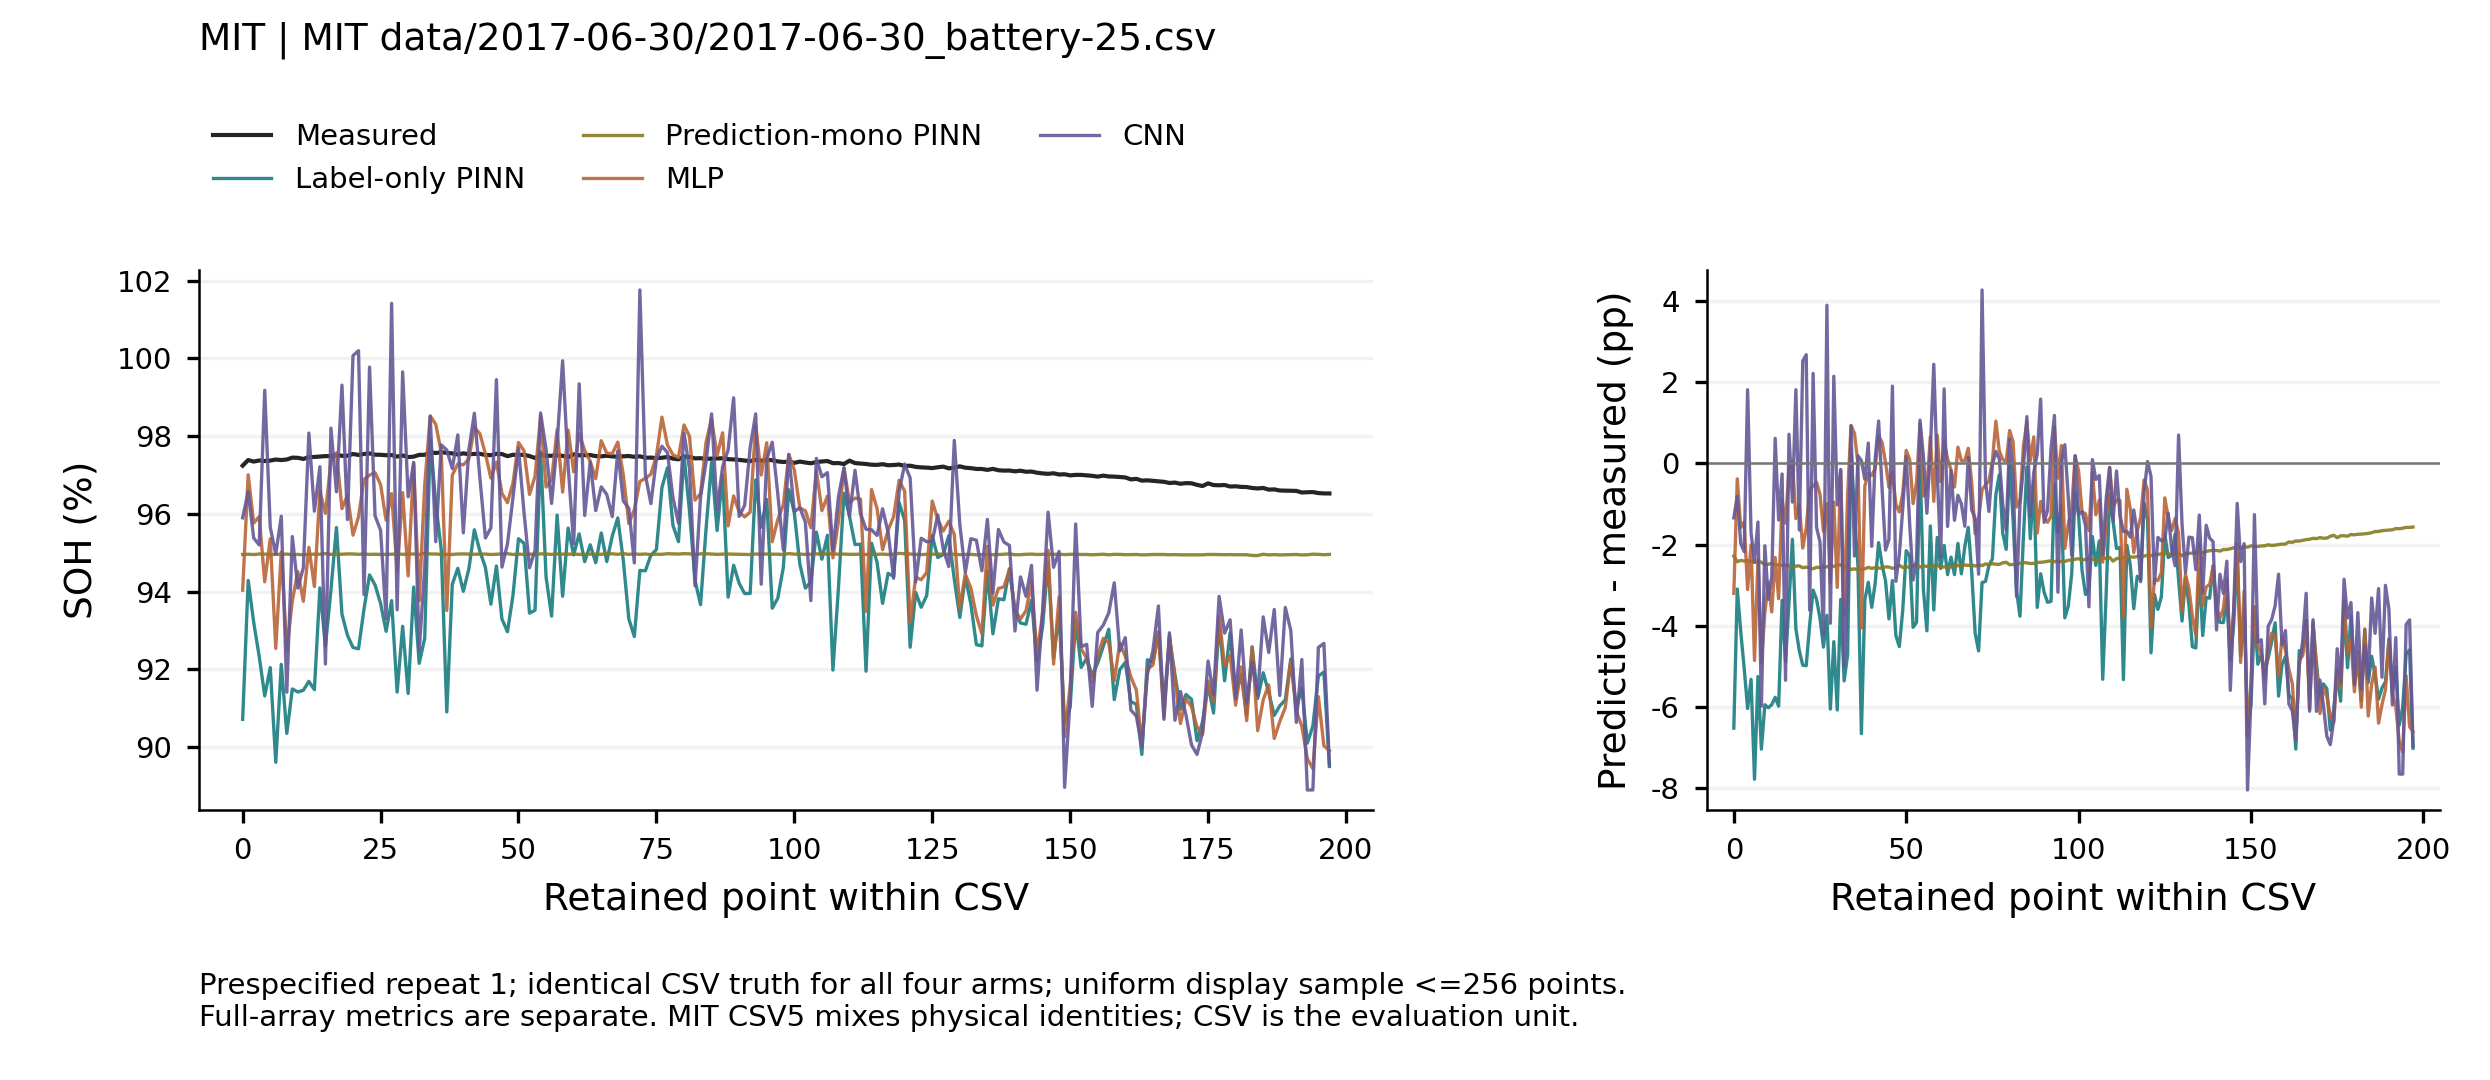 MIT | MIT data/2017-06-30/2017-06-30_battery-25.csv
Measured
Label-only PINN
Prediction-mono PINN
MLP
CNN
SOH (%)
102
100
98
96
94
92
90
0 25 50 75 100 125 150 175 200
Retained point within CSV
Prediction - measured (pp)
4
2
0
-2
-4
-6
-8
0 50 100 150 200
Retained point within CSV
Prespecified repeat 1; identical CSV truth for all four arms; uniform display sample <=256 points.
Full-array metrics are separate. MIT CSV5 mixes physical identities; CSV is the evaluation unit.